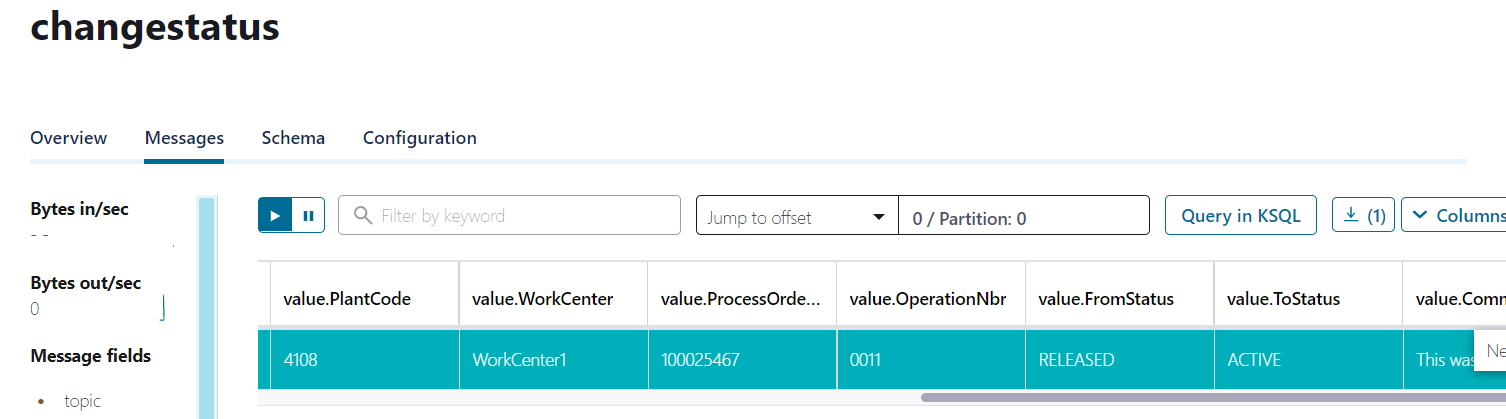 changestatus
Overview Messages Schema Configuration
Bytes in/sec
- -
Bytes out/sec
0
Message fields
• topic
Filter by keyword Jump to offset 0 / Partition: 0 Query in KSQL (1) Columns
value.PlantCode value.WorkCenter value.ProcessOrde... value.OperationNbr value.FromStatus value.ToStatus value.Comm
4108 WorkCenter1 100025467 0011 RELEASED ACTIVE This was Ne